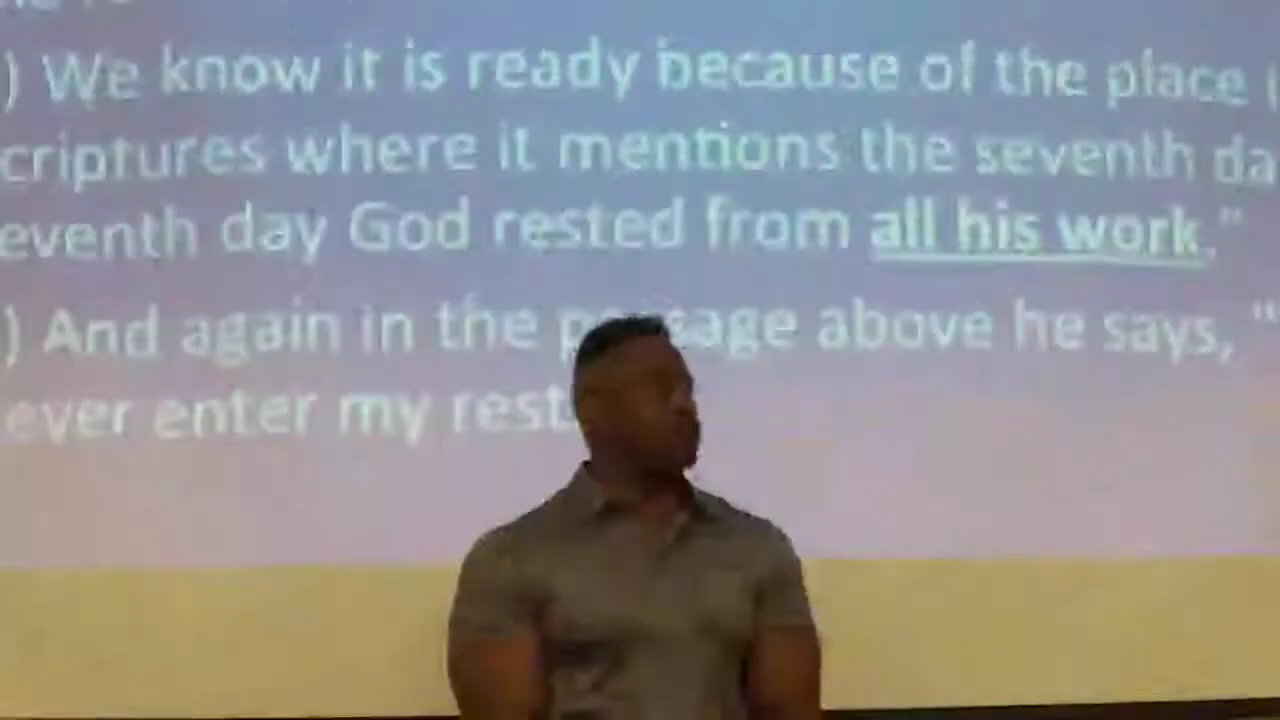 ) We know it is ready because of the place i
criptures where it mentions the seventh da
eventh day God rested from all his work."
) And again in the passage above he says, "
ever enter my rest